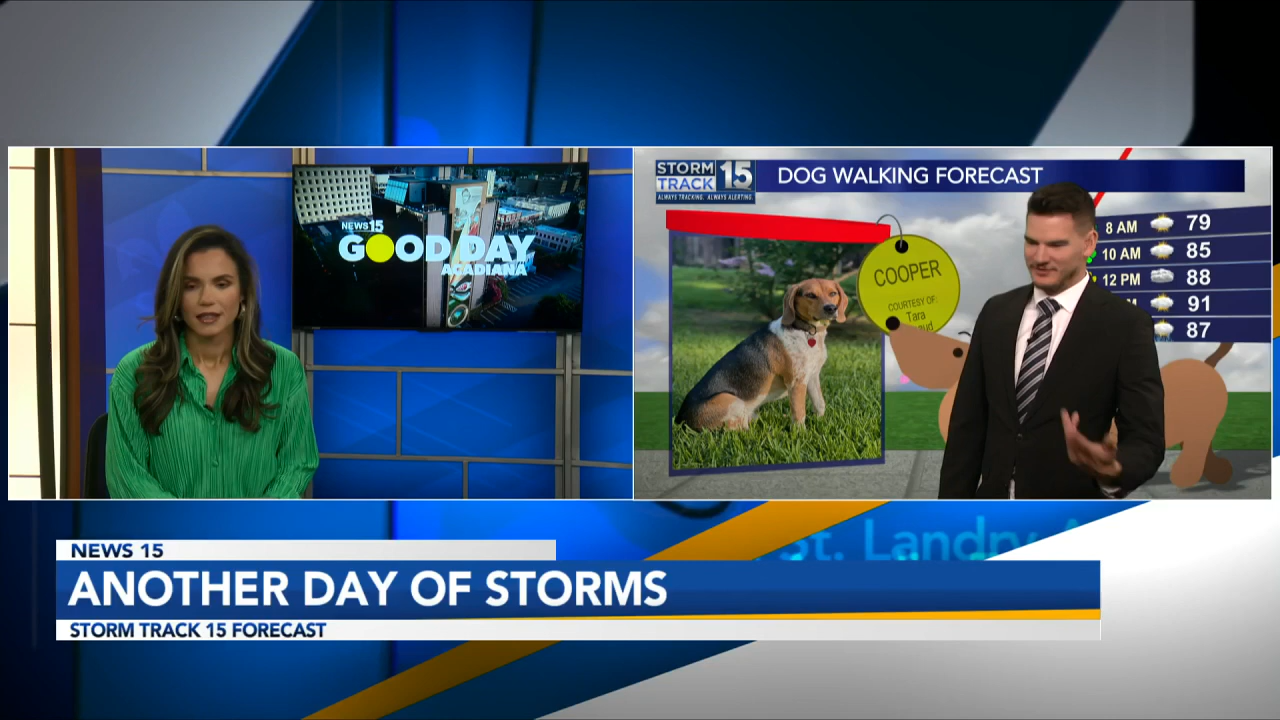 NEWS 15
GOOD DAY
ACADIANA
STORM
TRACK 15
ALWAYS TRACKING. ALWAYS ALERTING.
DOG WALKING FORECAST
COOPER
COURTESY OF:
Tara
8 AM 79
10 AM 85
12 PM 88
91
87
St. Landry
NEWS 15
ANOTHER DAY OF STORMS
STORM TRACK 15 FORECAST